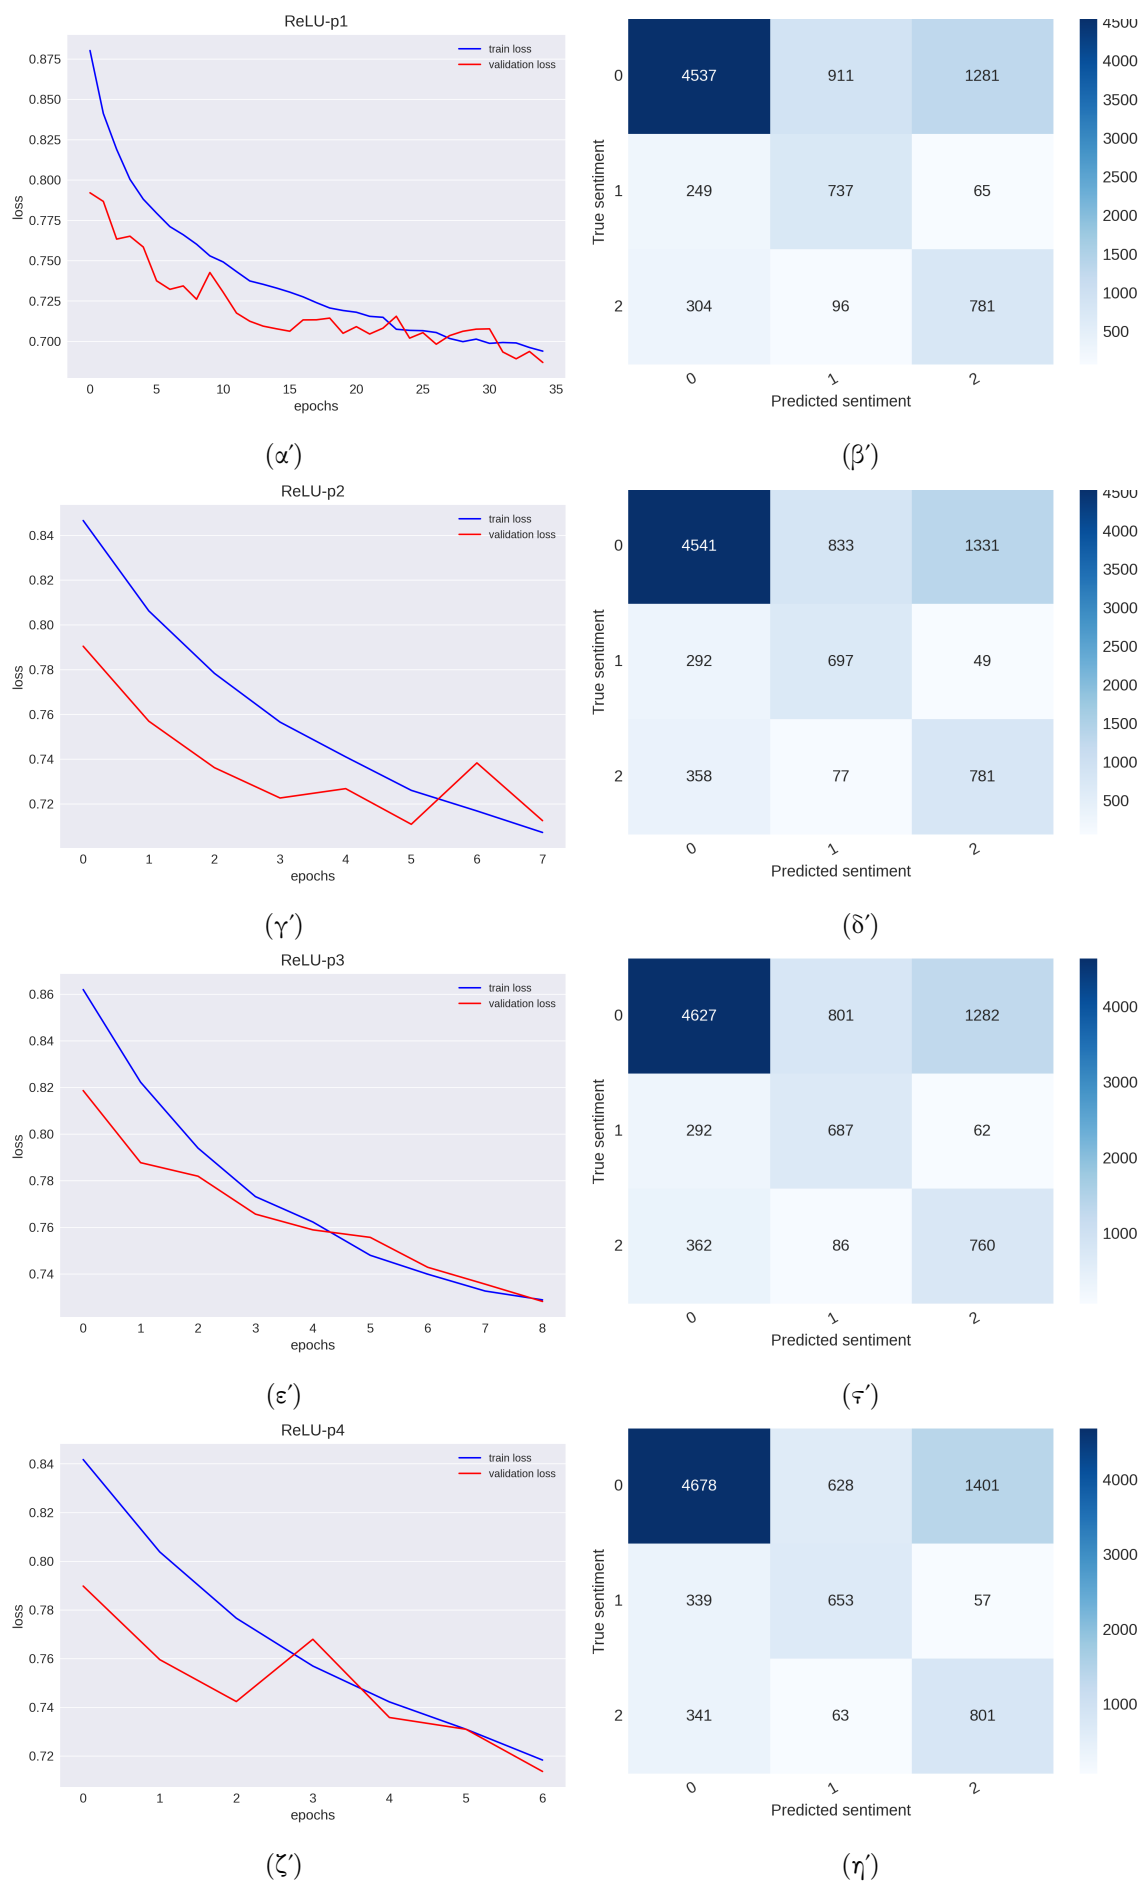 ReLU-p1
train loss
validation loss
0.875
0.850
0.825
0.800
0.775
0.750
0.725
0.700
loss
0 5 10 15 20 25 30 35
epochs
(α΄)
0 4537 911 1281
1 249 737 65
2 304 96 781
True sentiment
0 1 2
Predicted sentiment
4500
4000
3500
3000
2500
2000
1500
1000
500
(β΄)
ReLU-p2
train loss
validation loss
0.84
0.82
0.80
0.78
0.76
0.74
0.72
loss
0 1 2 3 4 5 6 7
epochs
(γ΄)
0 4541 833 1331
1 292 697 49
2 358 77 781
True sentiment
0 1 2
Predicted sentiment
4500
4000
3500
3000
2500
2000
1500
1000
500
(δ΄)
ReLU-p3
train loss
validation loss
0.86
0.84
0.82
0.80
0.78
0.76
0.74
loss
0 1 2 3 4 5 6 7 8
epochs
(ε΄)
0 4627 801 1282
1 292 687 62
2 362 86 760
True sentiment
0 1 2
Predicted sentiment
4000
3000
2000
1000
(ϛ΄)
ReLU-p4
train loss
validation loss
0.84
0.82
0.80
0.78
0.76
0.74
0.72
loss
0 1 2 3 4 5 6
epochs
(ζ΄)
0 4678 628 1401
1 339 653 57
2 341 63 801
True sentiment
0 1 2
Predicted sentiment
4000
3000
2000
1000
(η΄)